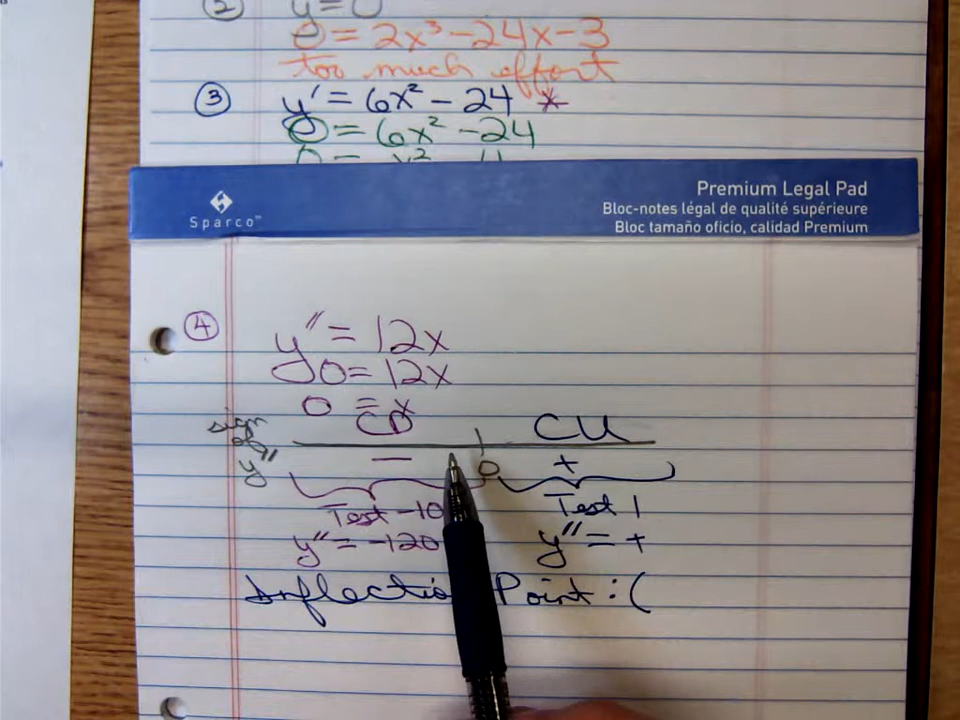 ② y = 0
0 = 2x³ - 24x - 3
too much effort
③ y' = 6x² - 24 *
0 = 6x² - 24
Sparco™
Premium Legal Pad
Bloc-notes légal de qualité supérieure
Bloc tamaño oficio, calidad Premium
④ y'' = 12x
0 = 12x
0 = x
sign of y''
CD CU
− 0 +
Test -10 Test 1
y'' = -120 y'' = +
Inflection Point : (